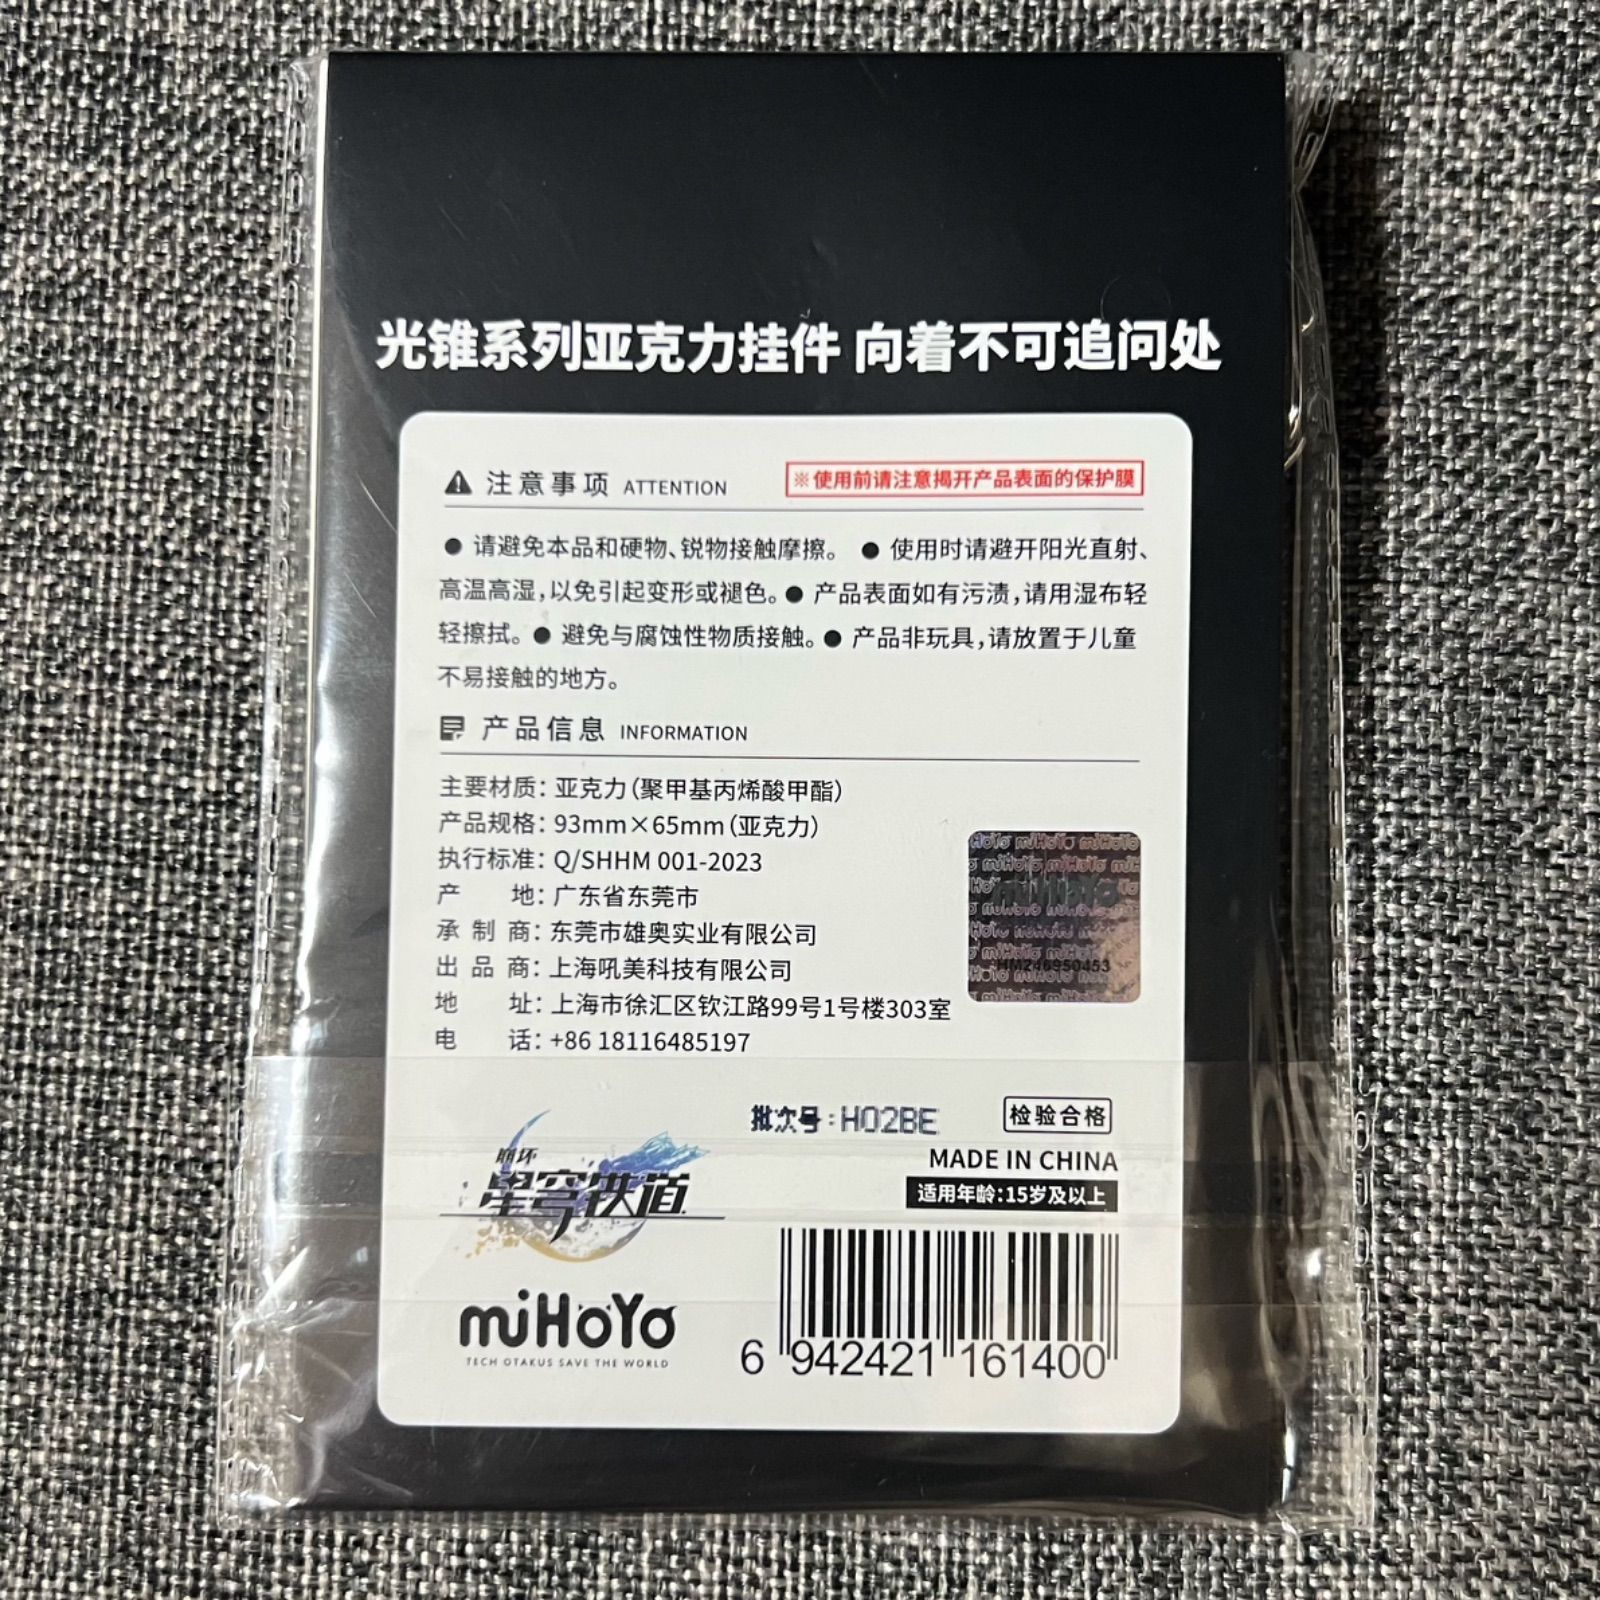 光锥系列亚克力挂件 向着不可追问处
注意事项 ATTENTION
※使用前请注意揭开产品表面的保护膜
● 请避免本品和硬物、锐物接触摩擦。 ● 使用时请避开阳光直射、
高温高湿,以免引起变形或褪色。● 产品表面如有污渍,请用湿布轻
轻擦拭。● 避免与腐蚀性物质接触。● 产品非玩具,请放置于儿童
不易接触的地方。
产品信息 INFORMATION
主要材质:亚克力(聚甲基丙烯酸甲酯)
产品规格:93mm×65mm(亚克力)
执行标准:Q/SHHM 001-2023
产 地:广东省东莞市
承制商:东莞市雄奥实业有限公司
出品商:上海吼美科技有限公司
地 址:上海市徐汇区钦江路99号1号楼303室
电 话:+86 18116485197
miHoYo miHoYo
HM246950453
批次号:H02BE
检验合格
MADE IN CHINA
适用年龄:15岁及以上
崩坏
星穹铁道
miHoYo
TECH OTAKUS SAVE THE WORLD
6 942421 161400